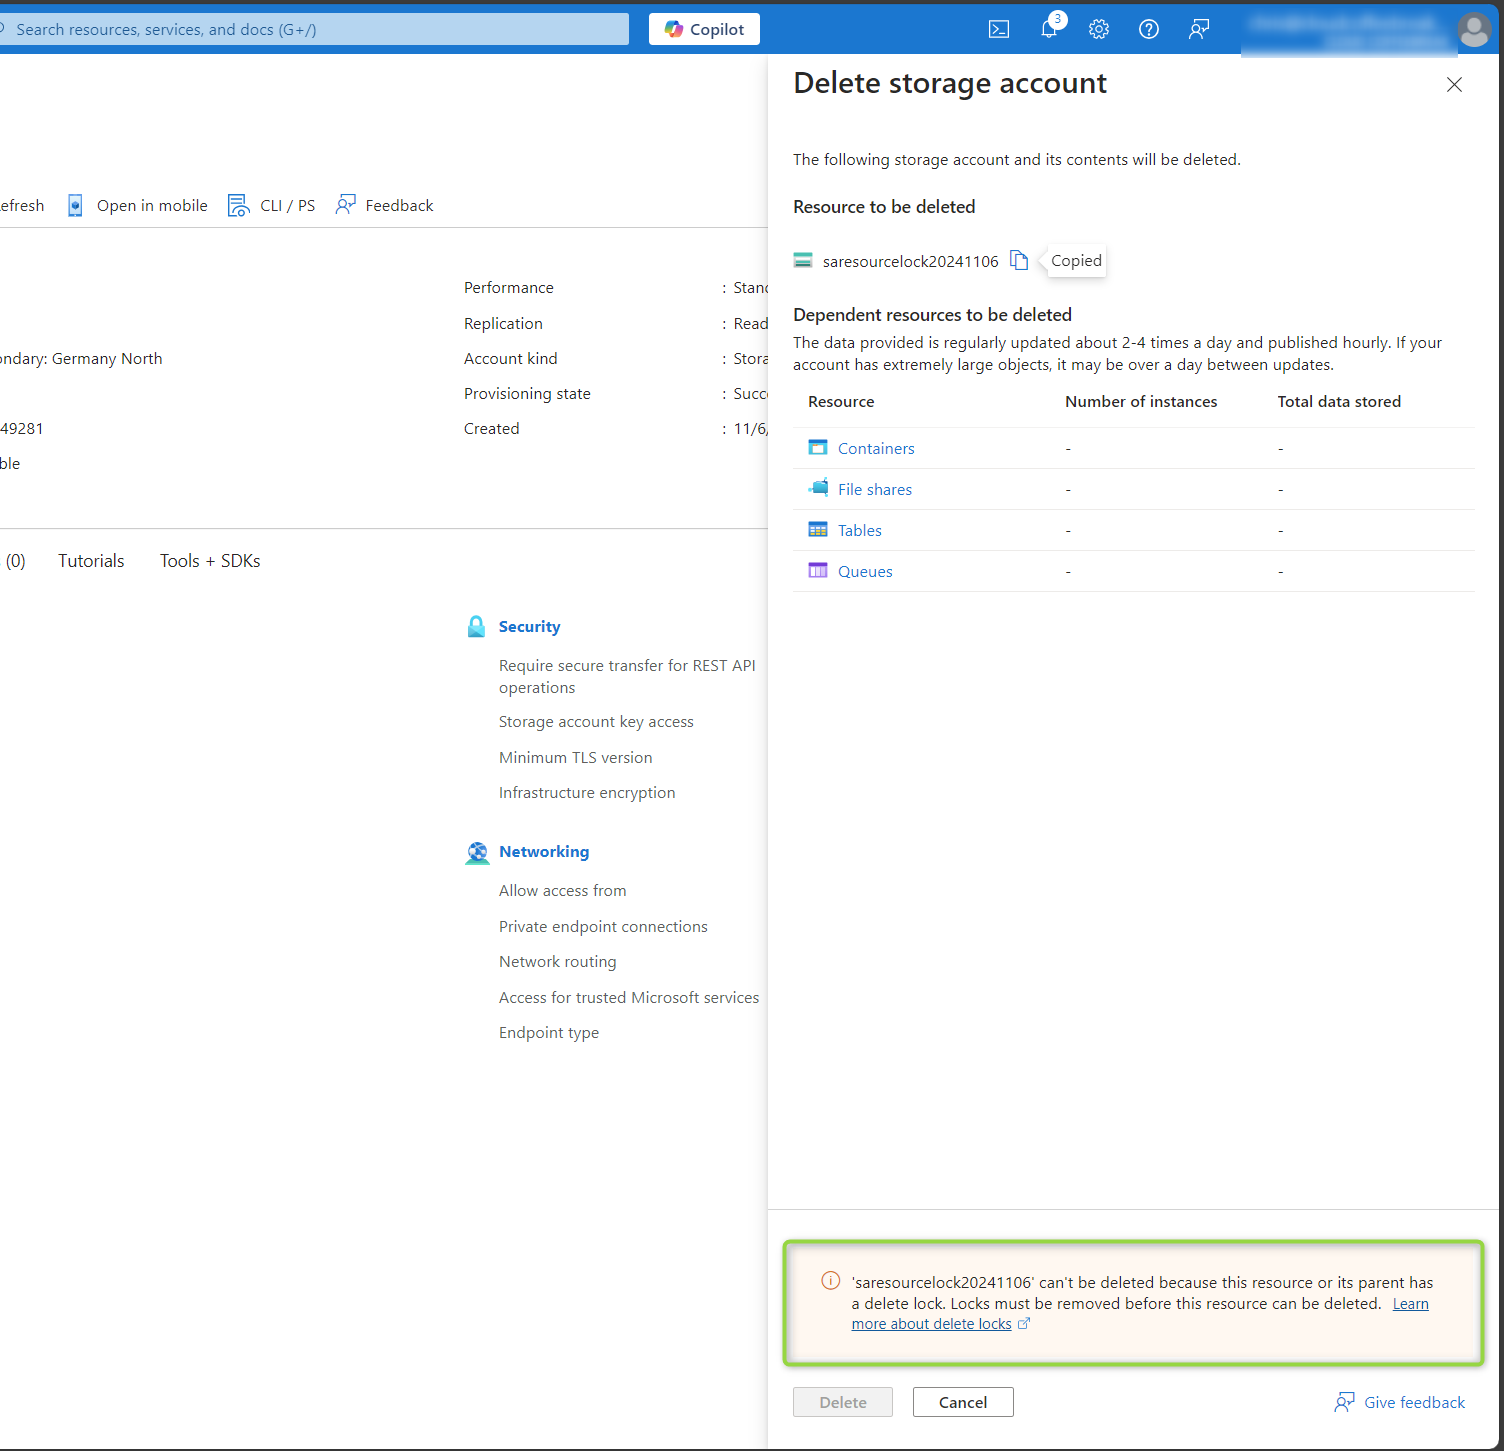 Search resources, services, and docs (G+/)
Copilot
3
Delete storage account
The following storage account and its contents will be deleted.
Resource to be deleted
saresourcelock20241106
Copied
Dependent resources to be deleted
The data provided is regularly updated about 2-4 times a day and published hourly. If your
account has extremely large objects, it may be over a day between updates.
Resource Number of instances Total data stored
Containers - -
File shares - -
Tables - -
Queues - -
'saresourcelock20241106' can't be deleted because this resource or its parent has
a delete lock. Locks must be removed before this resource can be deleted. Learn
more about delete locks
Delete
Cancel
Give feedback
efresh
Open in mobile
CLI / PS
Feedback
ondary: Germany North
49281
ble
Performance : Stand
Replication : Read
Account kind : Stora
Provisioning state : Succ
Created : 11/6/
(0)
Tutorials
Tools + SDKs
Security
Require secure transfer for REST API
operations
Storage account key access
Minimum TLS version
Infrastructure encryption
Networking
Allow access from
Private endpoint connections
Network routing
Access for trusted Microsoft services
Endpoint type